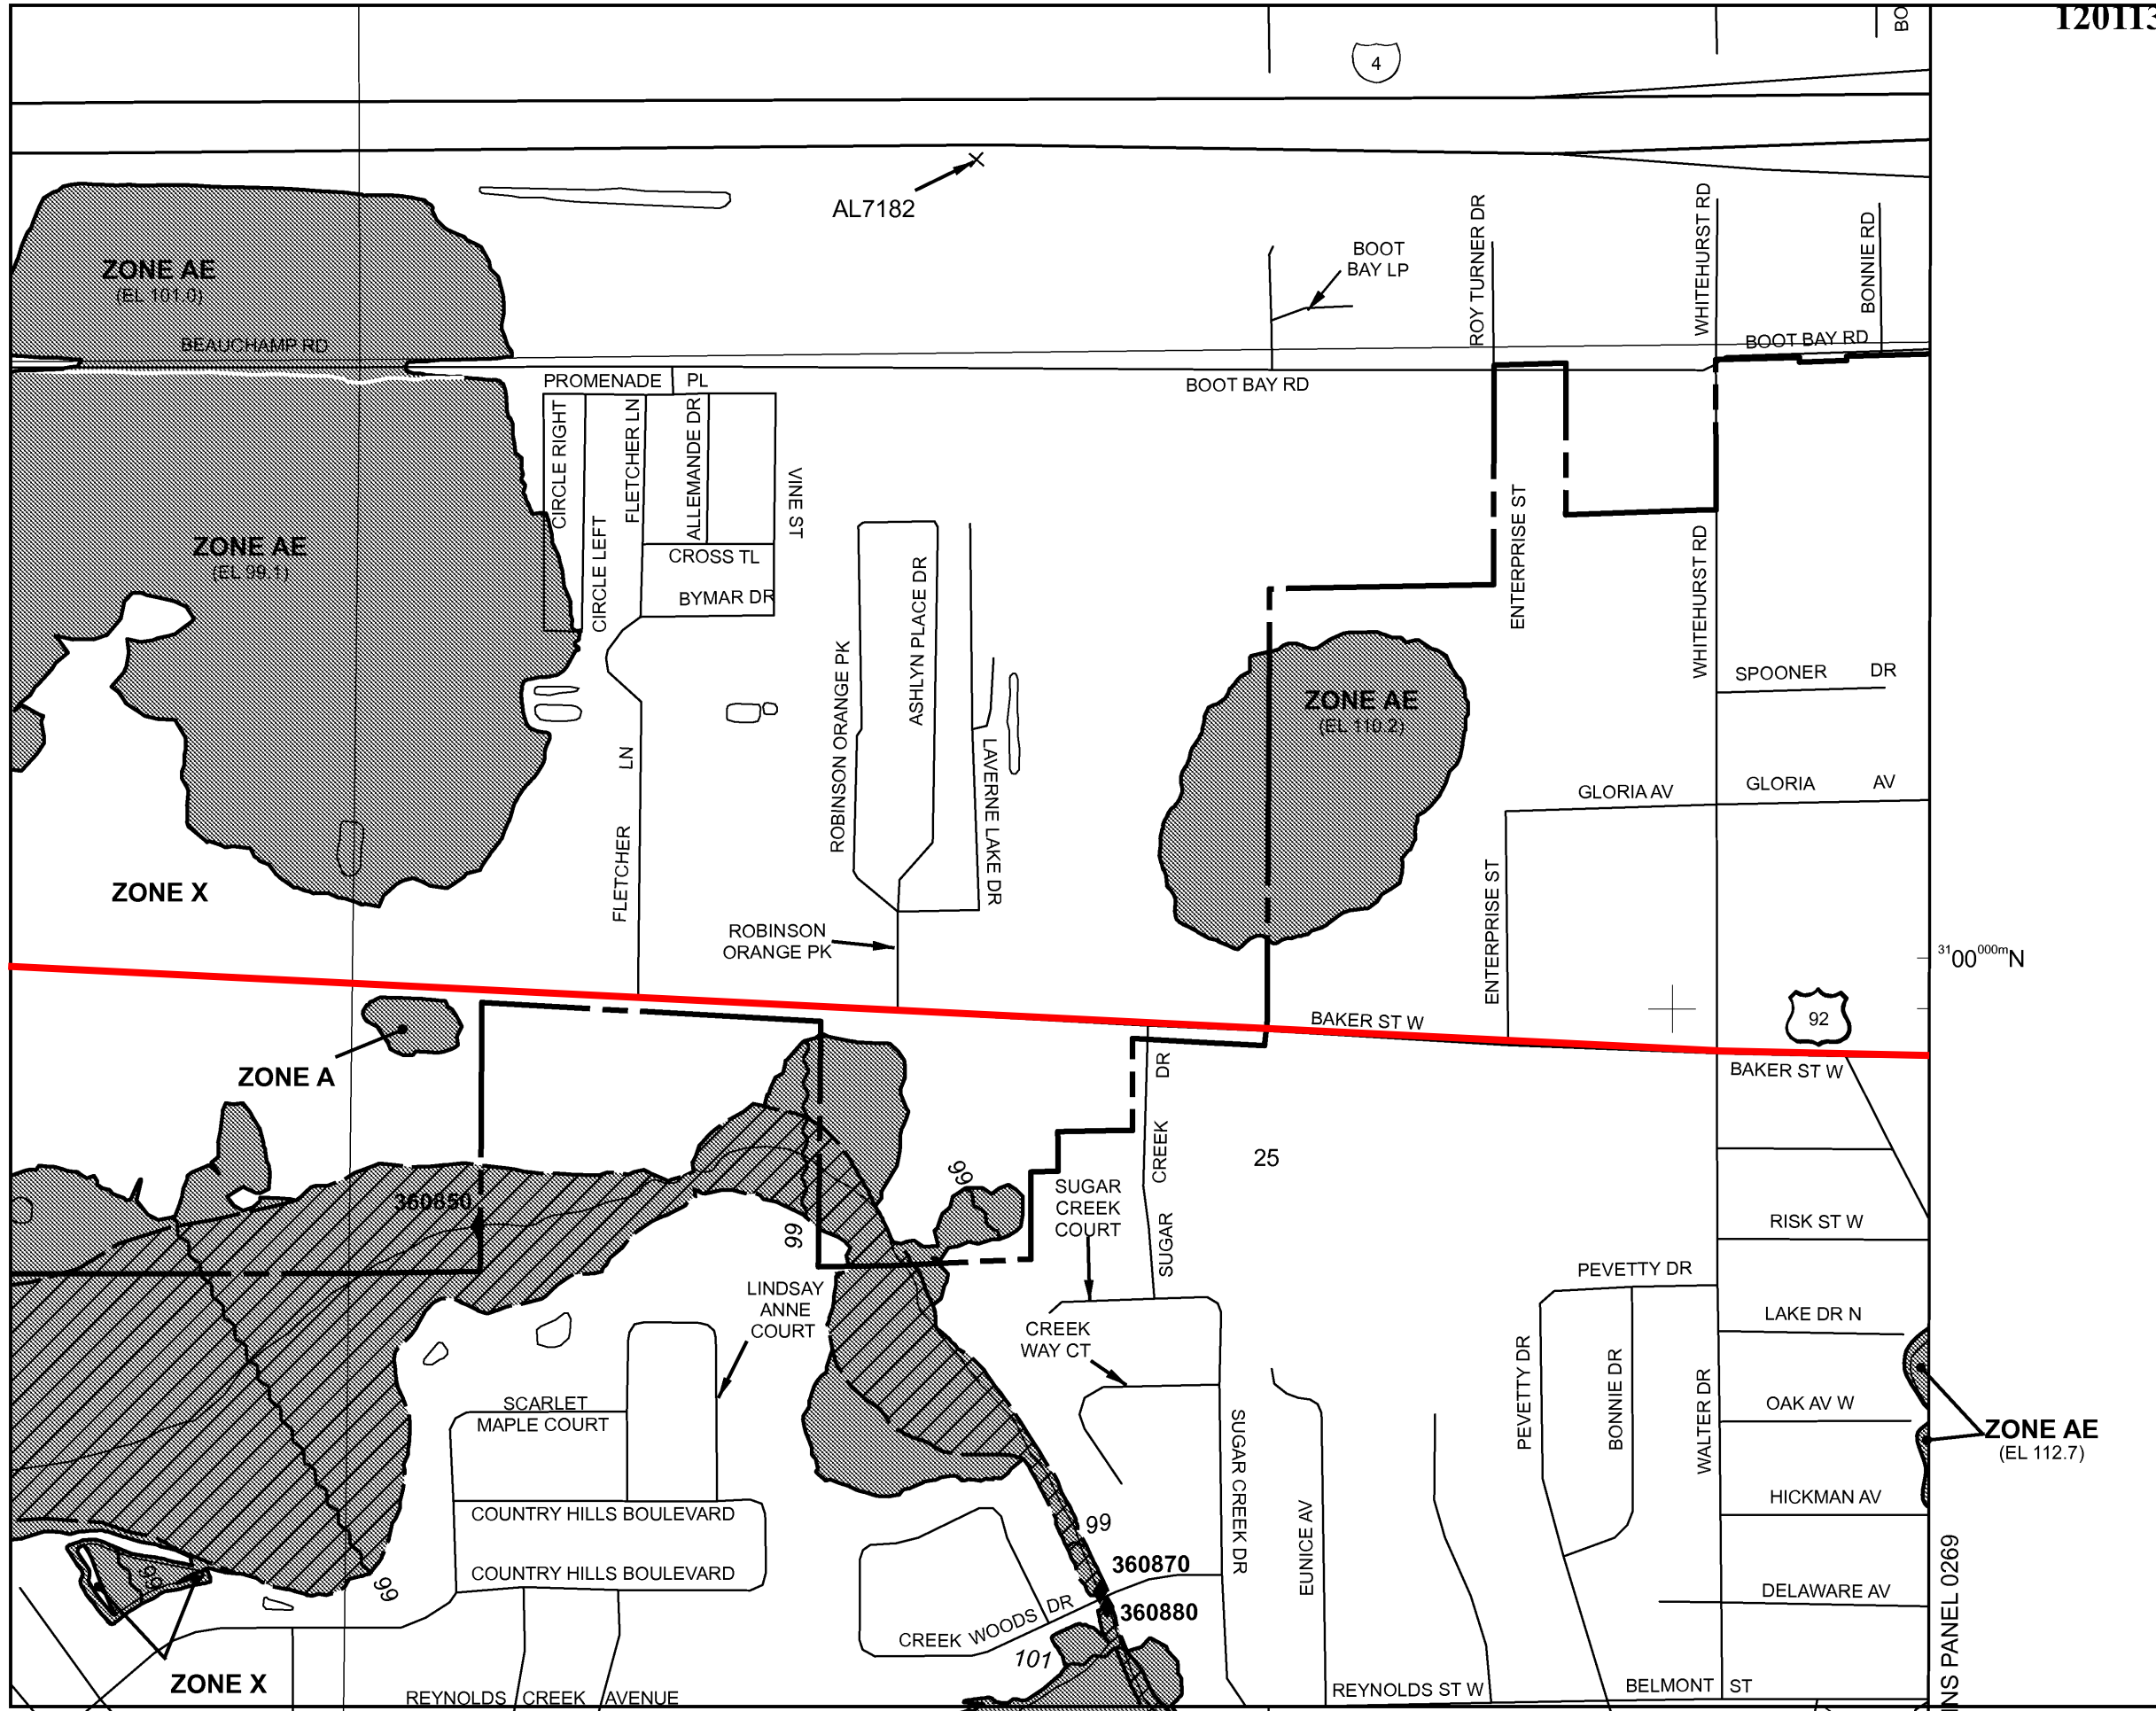 120113
BO
4
AL7182
BOOT
BAY LP
ROY TURNER DR
WHITEHURST RD
BONNIE RD
ZONE AE
(EL 101.0)
BEAUCHAMP RD
BOOT BAY RD
PROMENADE PL
BOOT BAY RD
CIRCLE RIGHT
CIRCLE LEFT
FLETCHER LN
ALLEMANDE DR
VINE ST
CROSS TL
BYMAR DR
ZONE AE
(EL 99.1)
ENTERPRISE ST
WHITEHURST RD
ROBINSON ORANGE PK
ASHLYN PLACE DR
LAVERNE LAKE DR
ZONE AE
(EL 110.2)
SPOONER DR
GLORIA AV
GLORIA AV
FLETCHER LN
ENTERPRISE ST
ZONE X
ROBINSON
ORANGE PK
3100000mN
92
BAKER ST W
BAKER ST W
ZONE A
SUGAR CREEK DR
25
99
360850
99
SUGAR
CREEK
COURT
RISK ST W
PEVETTY DR
LINDSAY
ANNE
COURT
CREEK
WAY CT
LAKE DR N
PEVETTY DR
BONNIE DR
WALTER DR
SCARLET
MAPLE COURT
OAK AV W
ZONE AE
(EL 112.7)
SUGAR CREEK DR
EUNICE AV
HICKMAN AV
COUNTRY HILLS BOULEVARD
99
COUNTRY HILLS BOULEVARD
360870
99
99
DELAWARE AV
360880
CREEK WOODS DR
101
ZONE X
REYNOLDS CREEK AVENUE
REYNOLDS ST W
BELMONT ST
NS PANEL 0269